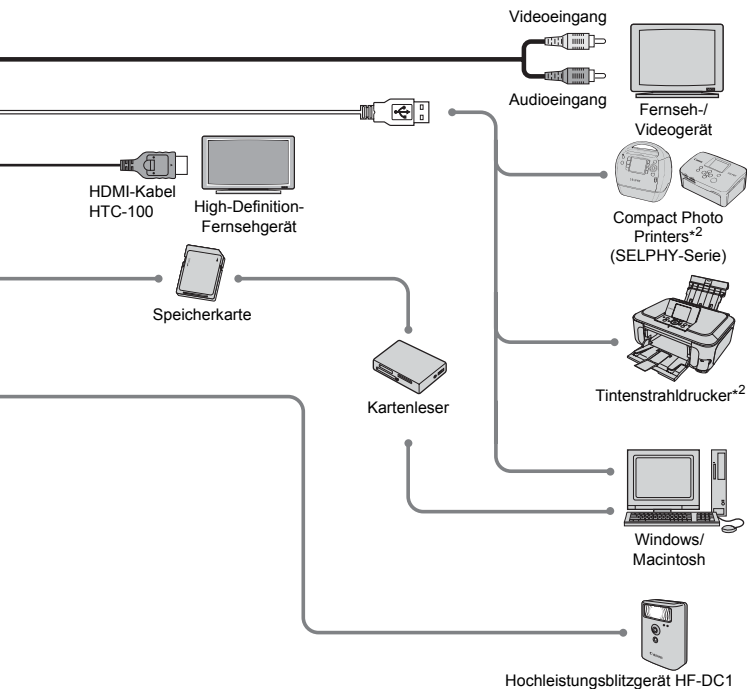 Videoeingang
Audioeingang
Fernseh-/
Videogerät
HDMI-Kabel
HTC-100
High-Definition-
Fernsehgerät
Compact Photo
Printers*2
(SELPHY-Serie)
Speicherkarte
Tintenstrahldrucker*2
Kartenleser
Windows/
Macintosh
Hochleistungsblitzgerät HF-DC1